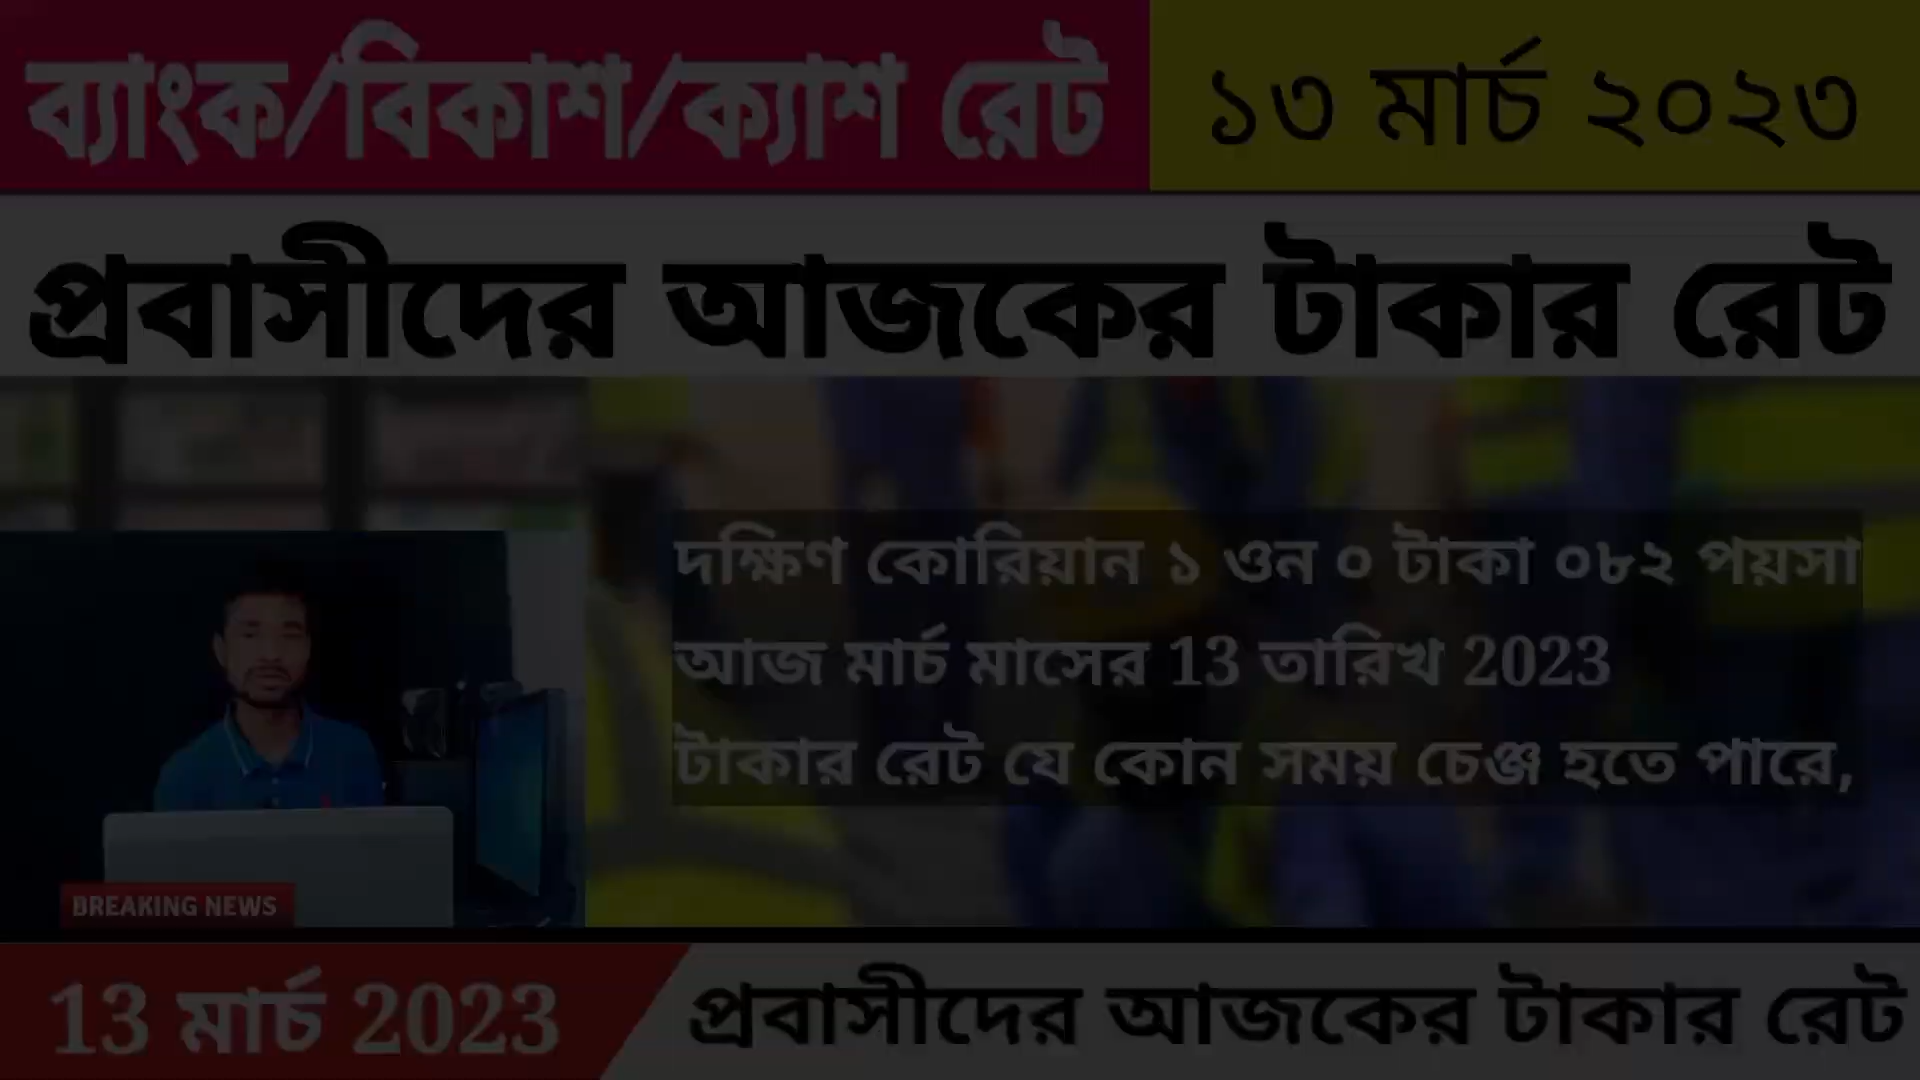 ব্যাংক/বিকাশ/ক্যাশ রেট
১৩ মার্চ ২০২৩
প্রবাসীদের আজকের টাকার রেট
দক্ষিণ কোরিয়ান ১ ওন ০ টাকা ০৮২ পয়সা
আজ মার্চ মাসের 13 তারিখ 2023
টাকার রেট যে কোন সময় চেঞ্জ হতে পারে,
BREAKING NEWS
13 মার্চ 2023
প্রবাসীদের আজকের টাকার রেট